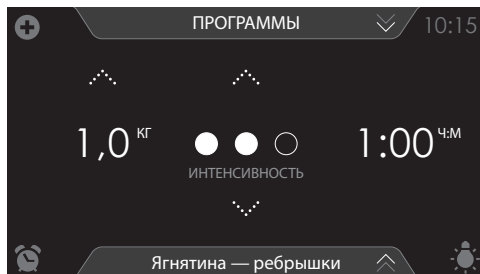 ПРОГРАММЫ
10:15
1,0 КГ
1:00 Ч:М
ИНТЕНСИВНОСТЬ
Ягнятина — ребрышки